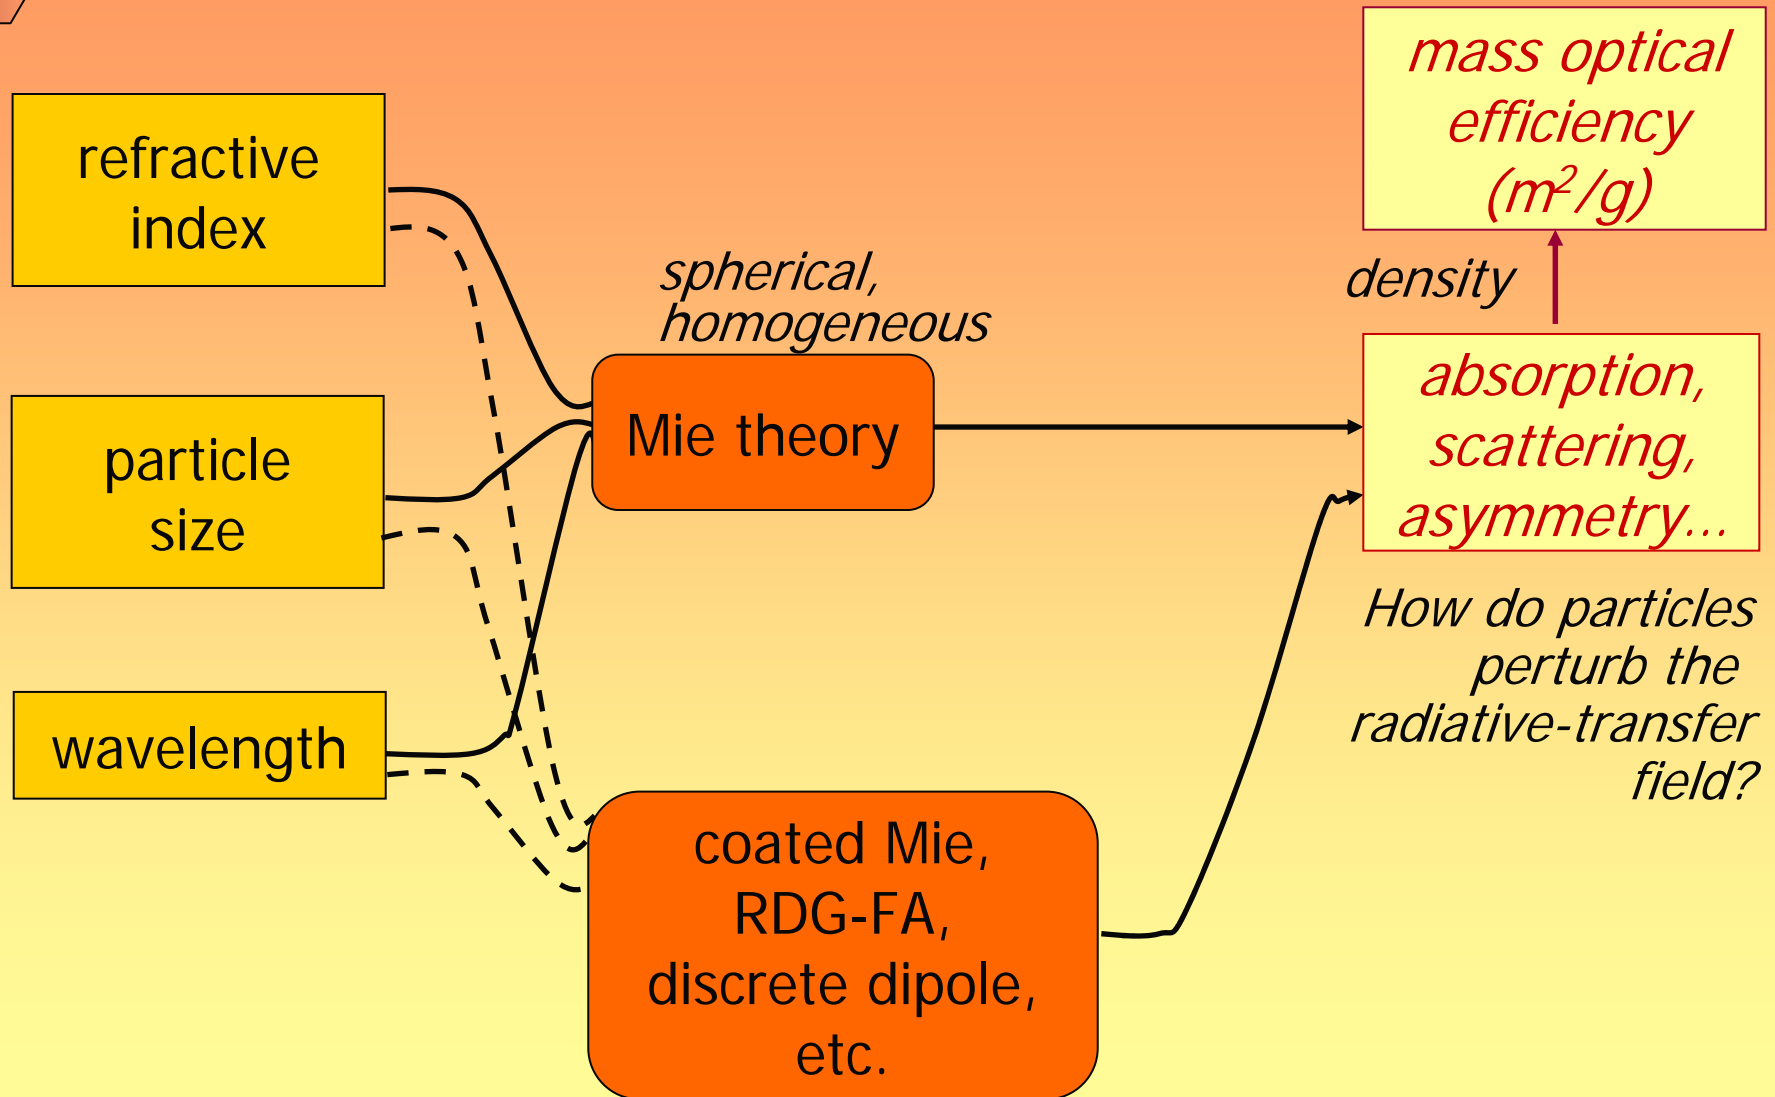 refractive
index
particle
size
wavelength
spherical,
homogeneous
Mie theory
coated Mie,
RDG-FA,
discrete dipole,
etc.
mass optical
efficiency
(m²/g)
density
absorption,
scattering,
asymmetry...
How do particles
perturb the
radiative-transfer
field?